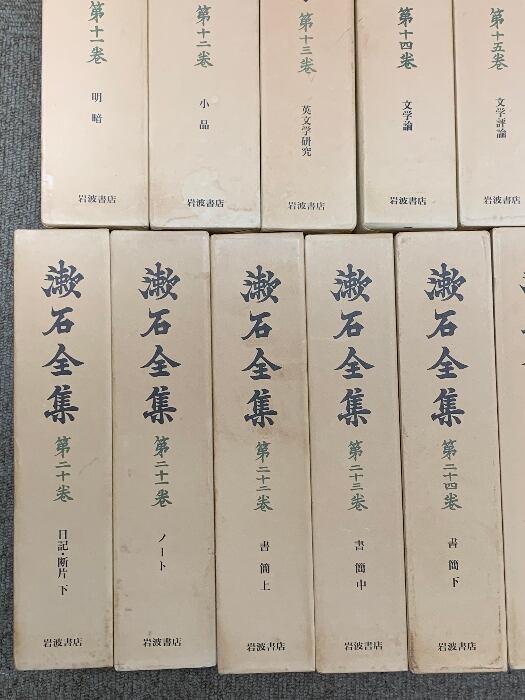 第十一巻
明暗
岩波書店
第十二巻
小品
岩波書店
第十三巻
英文学研究
岩波書店
第十四巻
文学論
岩波書店
第十五巻
文学評論
岩波書店
漱石全集
第二十巻
日記・断片 下
岩波書店
漱石全集
第二十一巻
ノート
岩波書店
漱石全集
第二十二巻
書簡上
岩波書店
漱石全集
第二十三巻
書簡中
岩波書店
漱石全集
第二十四巻
書簡下
岩波書店